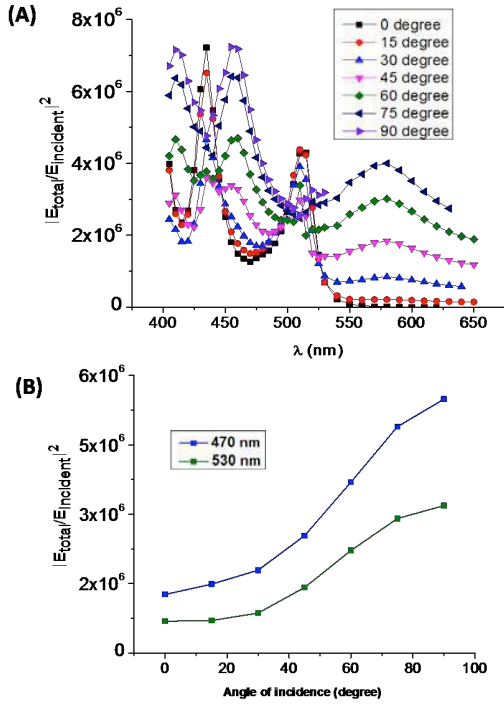 (A)
|E_total/E_incident|²
8x10⁶
6x10⁶
4x10⁶
2x10⁶
0
0 degree
15 degree
30 degree
45 degree
60 degree
75 degree
90 degree
400 450 500 550 600 650
λ (nm)
(B)
|E_total/E_incident|²
6x10⁶
5x10⁶
3x10⁶
2x10⁶
0
470 nm
530 nm
0 20 40 60 80 100
Angle of incidence (degree)